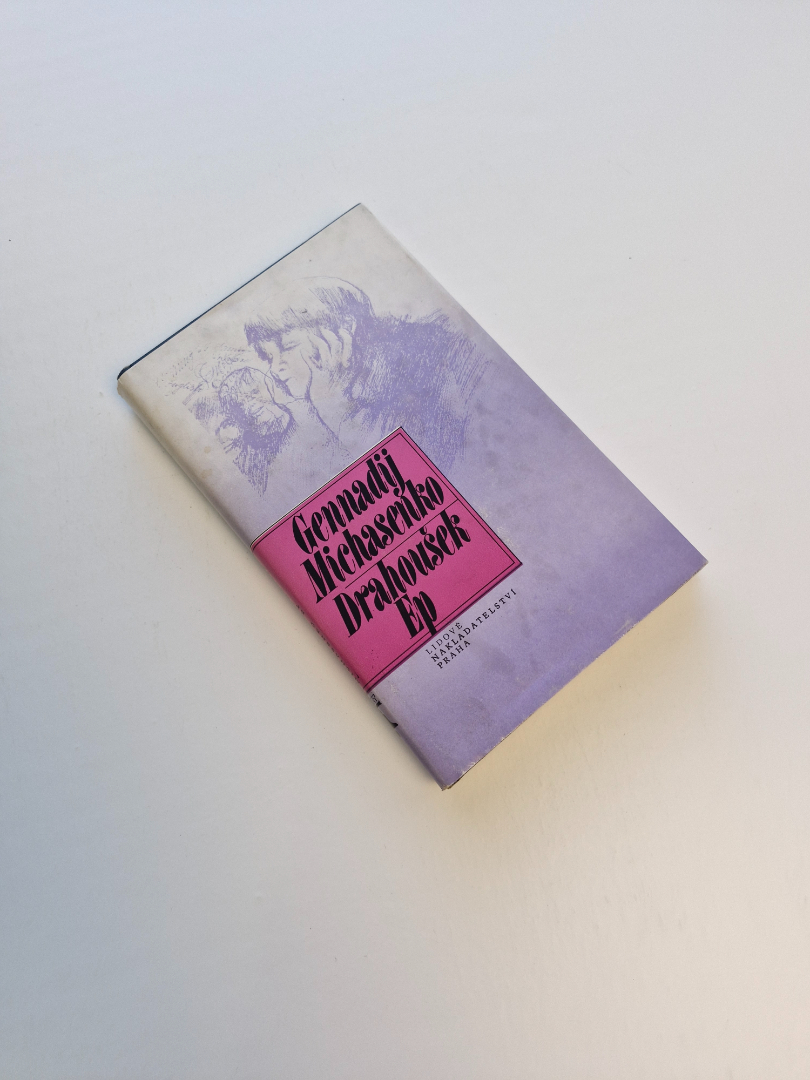 Gennadij
Michasenko
Drahoušek
Ep
LIDOVÉ
NAKLADATELSTVÍ
PRAHA